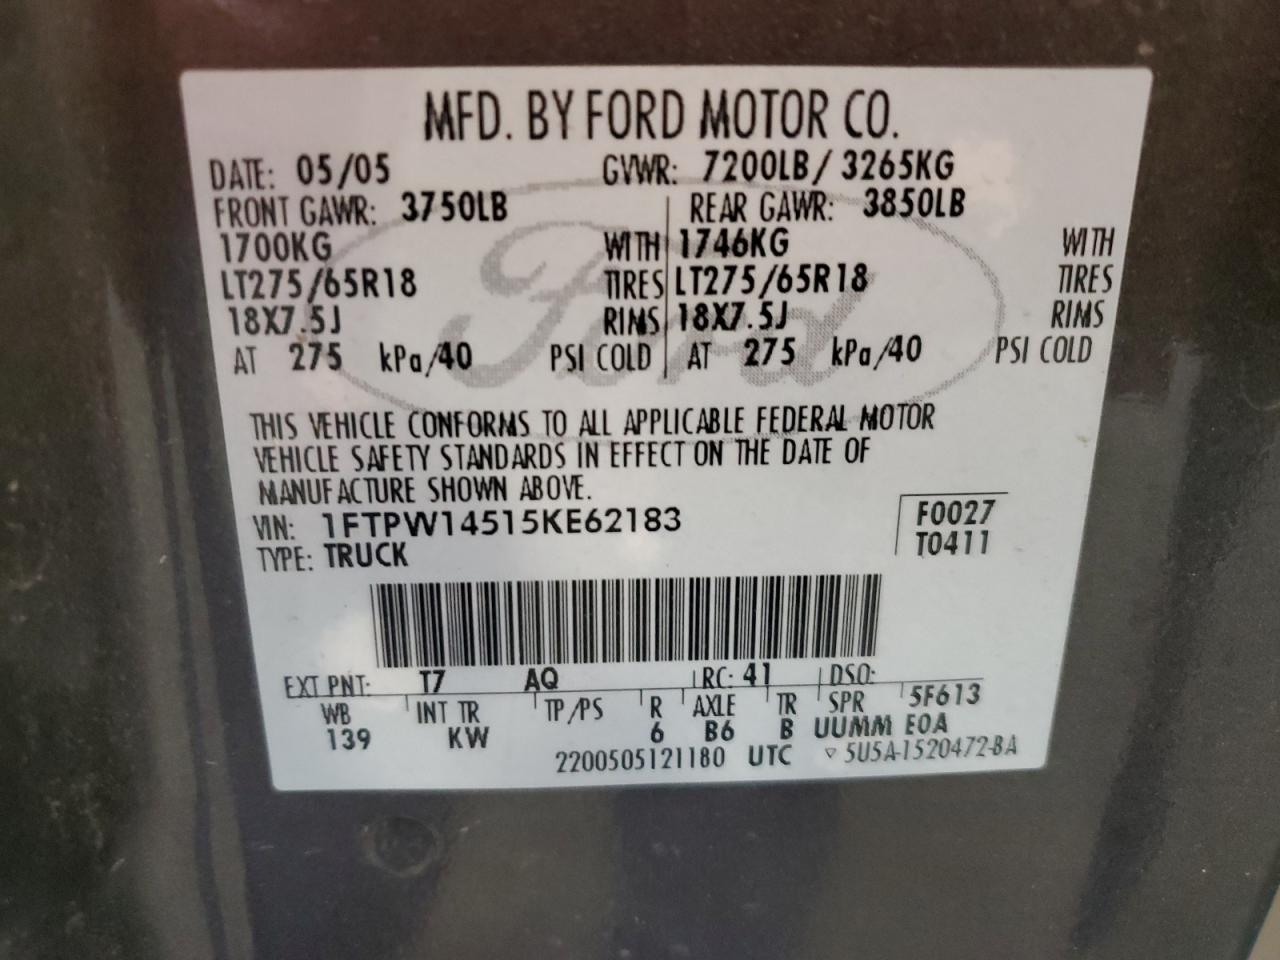 MFD. BY FORD MOTOR CO.
DATE: 05/05 GVWR: 7200LB/ 3265KG
FRONT GAWR: 3750LB REAR GAWR: 3850LB
1700KG WITH 1746KG WITH
LT275/65R18 TIRES LT275/65R18 TIRES
18X7.5J RIMS 18X7.5J RIMS
AT 275 kPa/40 PSI COLD AT 275 kPa/40 PSI COLD
Ford
THIS VEHICLE CONFORMS TO ALL APPLICABLE FEDERAL MOTOR
VEHICLE SAFETY STANDARDS IN EFFECT ON THE DATE OF
MANUFACTURE SHOWN ABOVE.
VIN: 1FTPW14515KE62183 F0027
TYPE: TRUCK T0411
EXT PNT: T7 AQ RC: 41 DSO:
WB INT TR TP/PS R AXLE TR SPR 5F613
139 KW 6 B6 B UUMM E0A
2200505121180 UTC ▽ 5U5A-1520472-BA